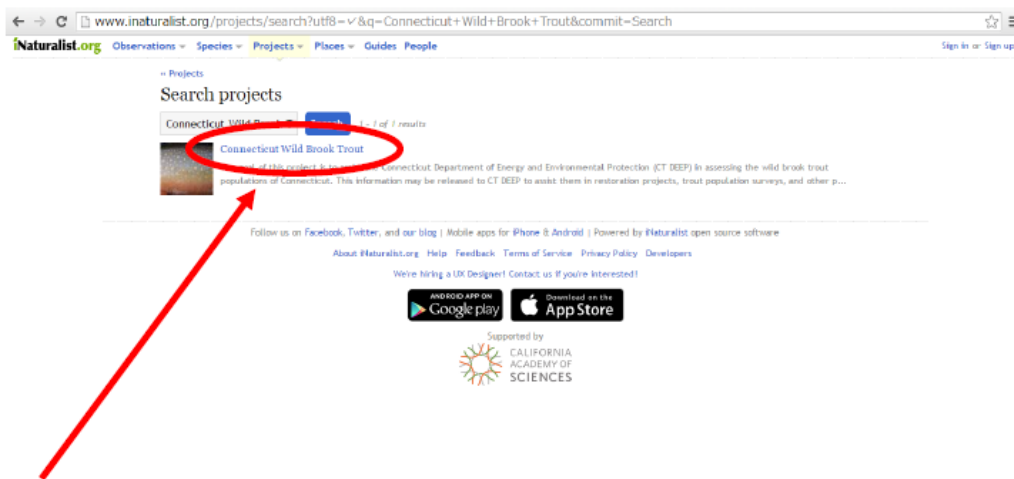 www.inaturalist.org/projects/search?utf8=✓&q=Connecticut+Wild+Brook+Trout&commit=Search
iNaturalist.org Observations Species Projects Places Guides People Sign in or Sign up
« Projects
Search projects
Connecticut Wild 1 - 1 of 1 results
Connecticut Wild Brook Trout
of this project is to Connecticut Department of Energy and Environmental Protection (CT DEEP) in assessing the wild brook trout
populations of Connecticut. This information may be released to CT DEEP to assist them in restoration projects, trout population surveys, and other p...
Follow us on Facebook, Twitter, and our blog | Mobile apps for iPhone & Android | Powered by iNaturalist open source software
About iNaturalist.org Help Feedback Terms of Service Privacy Policy Developers
We're hiring a UX Designer! Contact us if you're interested!
ANDROID APP ON
Google play
Download on the
App Store
Supported by
CALIFORNIA
ACADEMY OF
SCIENCES